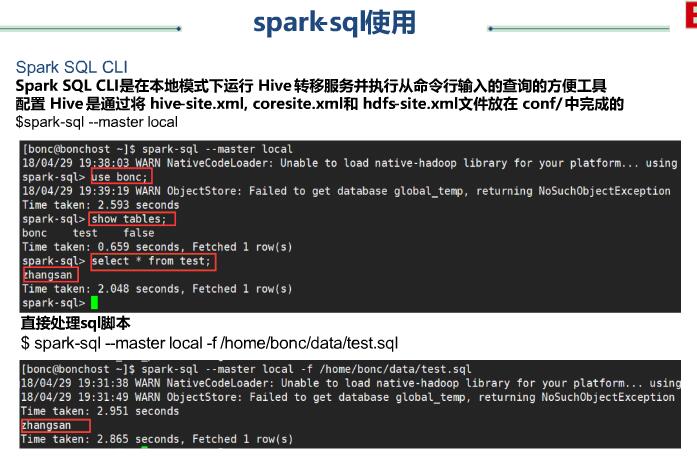 spark-sql使用
E
Spark SQL CLI
Spark SQL CLI是在本地模式下运行 Hive转移服务并执行从命令行输入的查询的方便工具
配置 Hive是通过将 hive-site.xml, coresite.xml和 hdfs-site.xml文件放在 conf/中完成的
$spark-sql --master local
[bonc@bonchost ~]$ spark-sql --master local
18/04/29 19:38:03 WARN NativeCodeLoader: Unable to load native-hadoop library for your platform... using
spark-sql> use bonc;
18/04/29 19:39:19 WARN ObjectStore: Failed to get database global_temp, returning NoSuchObjectException
Time taken: 2.593 seconds
spark-sql> show tables;
bonc test false
Time taken: 0.659 seconds, Fetched 1 row(s)
spark-sql> select * from test;
zhangsan
Time taken: 2.048 seconds, Fetched 1 row(s)
spark-sql>
直接处理sql脚本
$ spark-sql --master local -f /home/bonc/data/test.sql
[bonc@bonchost ~]$ spark-sql --master local -f /home/bonc/data/test.sql
18/04/29 19:31:38 WARN NativeCodeLoader: Unable to load native-hadoop library for your platform... using
18/04/29 19:31:49 WARN ObjectStore: Failed to get database global_temp, returning NoSuchObjectException
Time taken: 2.951 seconds
zhangsan
Time taken: 2.865 seconds, Fetched 1 row(s)